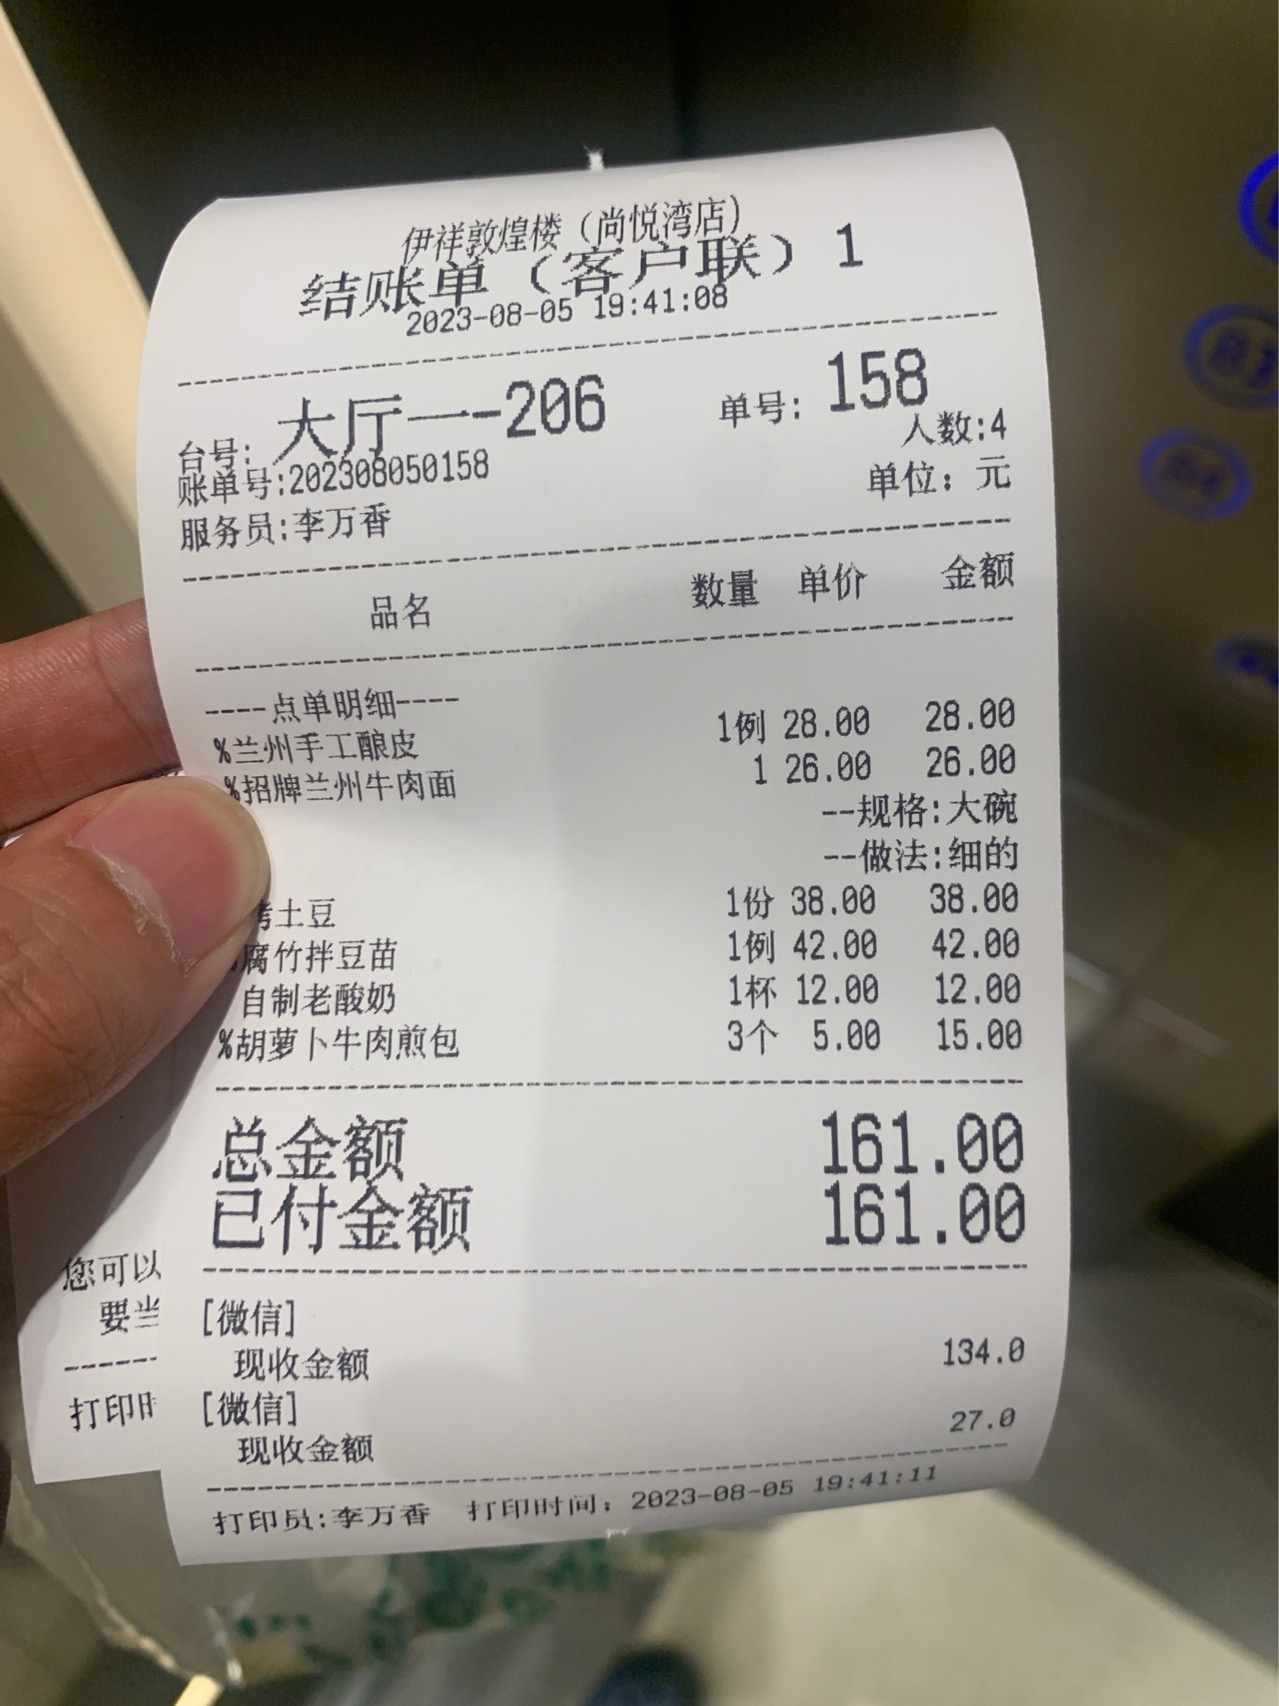 伊祥敦煌楼（尚悦湾店）
结账单（客户联）1
2023-08-05 19:41:08
台号: 大厅一-206 单号: 158
人数:4
账单号:202308050158
单位: 元
服务员:李万香
品名 数量 单价 金额
----点单明细----
%兰州手工酿皮 1例 28.00 28.00
%招牌兰州牛肉面 1 26.00 26.00
--规格:大碗
--做法:细的
烤土豆 1份 38.00 38.00
%腐竹拌豆苗 1例 42.00 42.00
自制老酸奶 1杯 12.00 12.00
%胡萝卜牛肉煎包 3个 5.00 15.00
总金额 161.00
已付金额 161.00
[微信]
现收金额 134.0
[微信]
现收金额 27.0
打印员:李万香 打印时间: 2023-08-05 19:41:11
您可以
要当
打印时